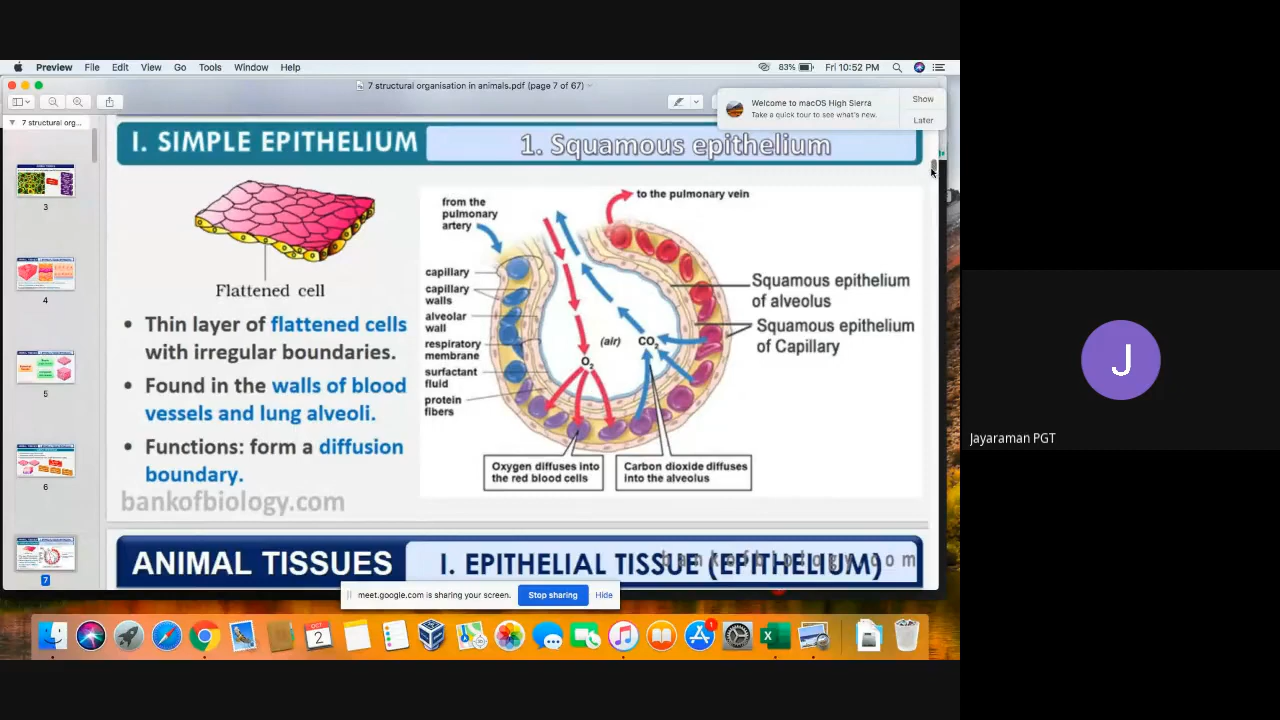 Preview File Edit View Go Tools Window Help
83% Fri 10:52 PM
7 structural organisation in animals.pdf (page 7 of 67)
Welcome to macOS High Sierra
Take a quick tour to see what's new.
Show
Later
7 structural org...
3
4
5
6
7
I. SIMPLE EPITHELIUM
1. Squamous epithelium
Flattened cell
• Thin layer of flattened cells
with irregular boundaries.
• Found in the walls of blood
vessels and lung alveoli.
• Functions: form a diffusion
boundary.
bankofbiology.com
from the
pulmonary
artery
to the pulmonary vein
capillary
capillary
walls
alveolar
wall
respiratory
membrane
surfactant
fluid
protein
fibers
(air)
O2
CO2
Squamous epithelium
of alveolus
Squamous epithelium
of Capillary
Oxygen diffuses into
the red blood cells
Carbon dioxide diffuses
into the alveolus
ANIMAL TISSUES
I. EPITHELIAL TISSUE (EPITHELIUM)
bankofbiology.com
meet.google.com is sharing your screen.
Stop sharing
Hide
OCT
2
1
J
Jayaraman PGT